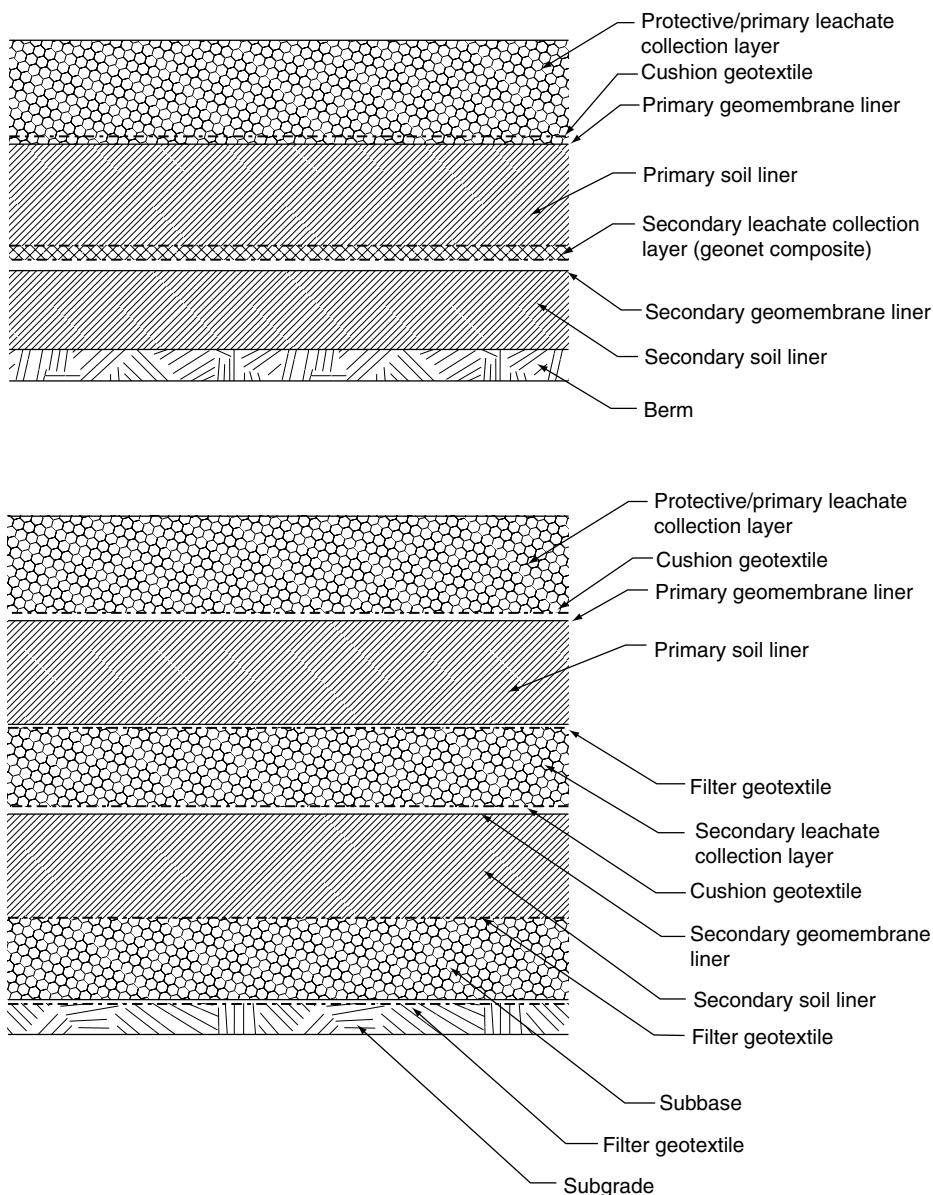 Protective/primary leachate
collection layer
Cushion geotextile
Primary geomembrane liner
Primary soil liner
Secondary leachate collection
layer (geonet composite)
Secondary geomembrane liner
Secondary soil liner
Berm
Protective/primary leachate
collection layer
Cushion geotextile
Primary geomembrane liner
Primary soil liner
Filter geotextile
Secondary leachate
collection layer
Cushion geotextile
Secondary geomembrane
liner
Secondary soil liner
Filter geotextile
Subbase
Filter geotextile
Subgrade